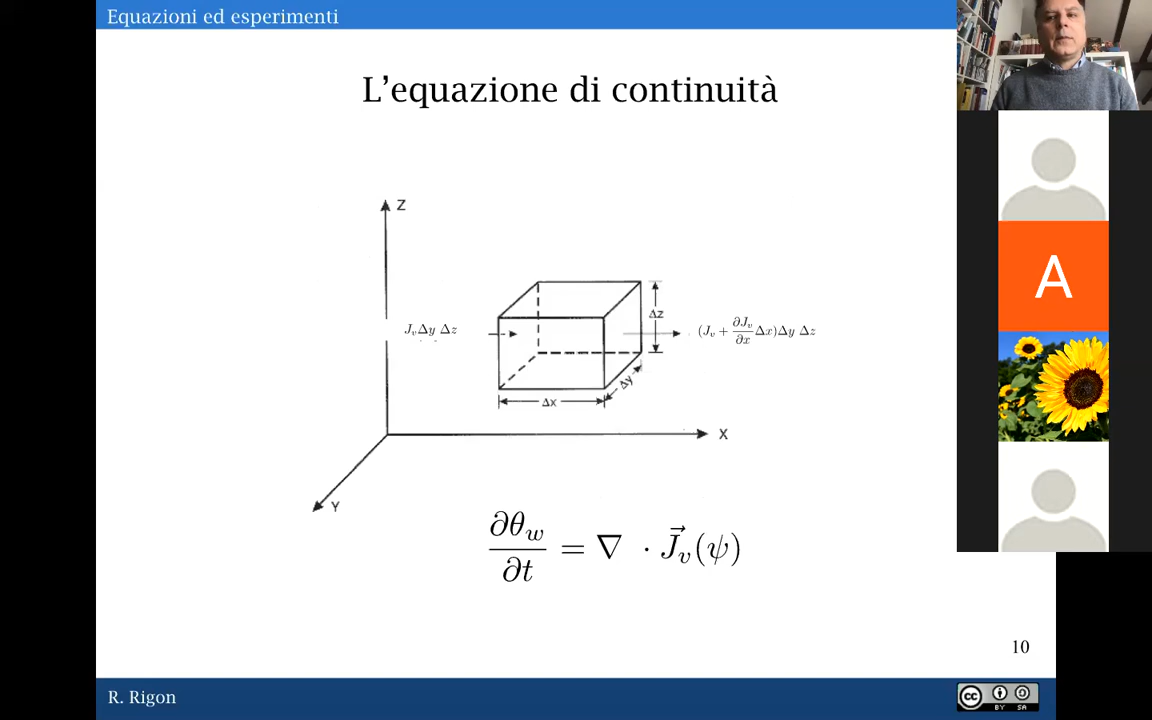 Equazioni ed esperimenti
L'equazione di continuità
Z
J_v Δy Δz
Δz
(J_v + ∂J_v/∂x Δx)Δy Δz
Δy
Δx
X
Y
∂θ_w/∂t = ∇ · J⃗_v(ψ)
10
R. Rigon
cc
BY SA
A